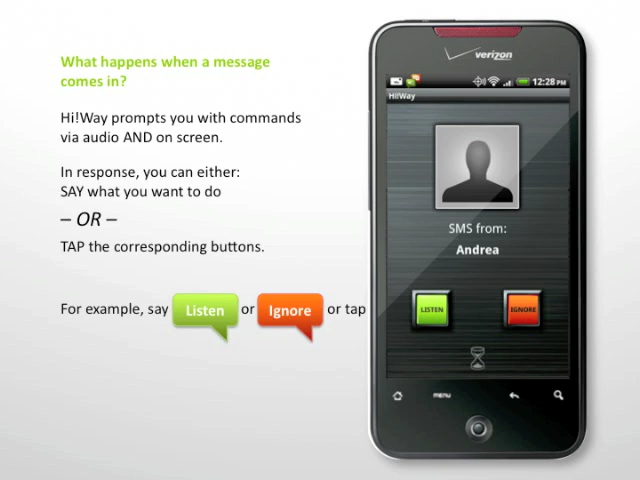 What happens when a message
comes in?
Hi!Way prompts you with commands
via audio AND on screen.
In response, you can either:
SAY what you want to do
– OR –
TAP the corresponding buttons.
For example, say Listen or Ignore or tap
verizon
12:28 PM
Hi!Way
SMS from:
Andrea
LISTEN IGNORE
MENU